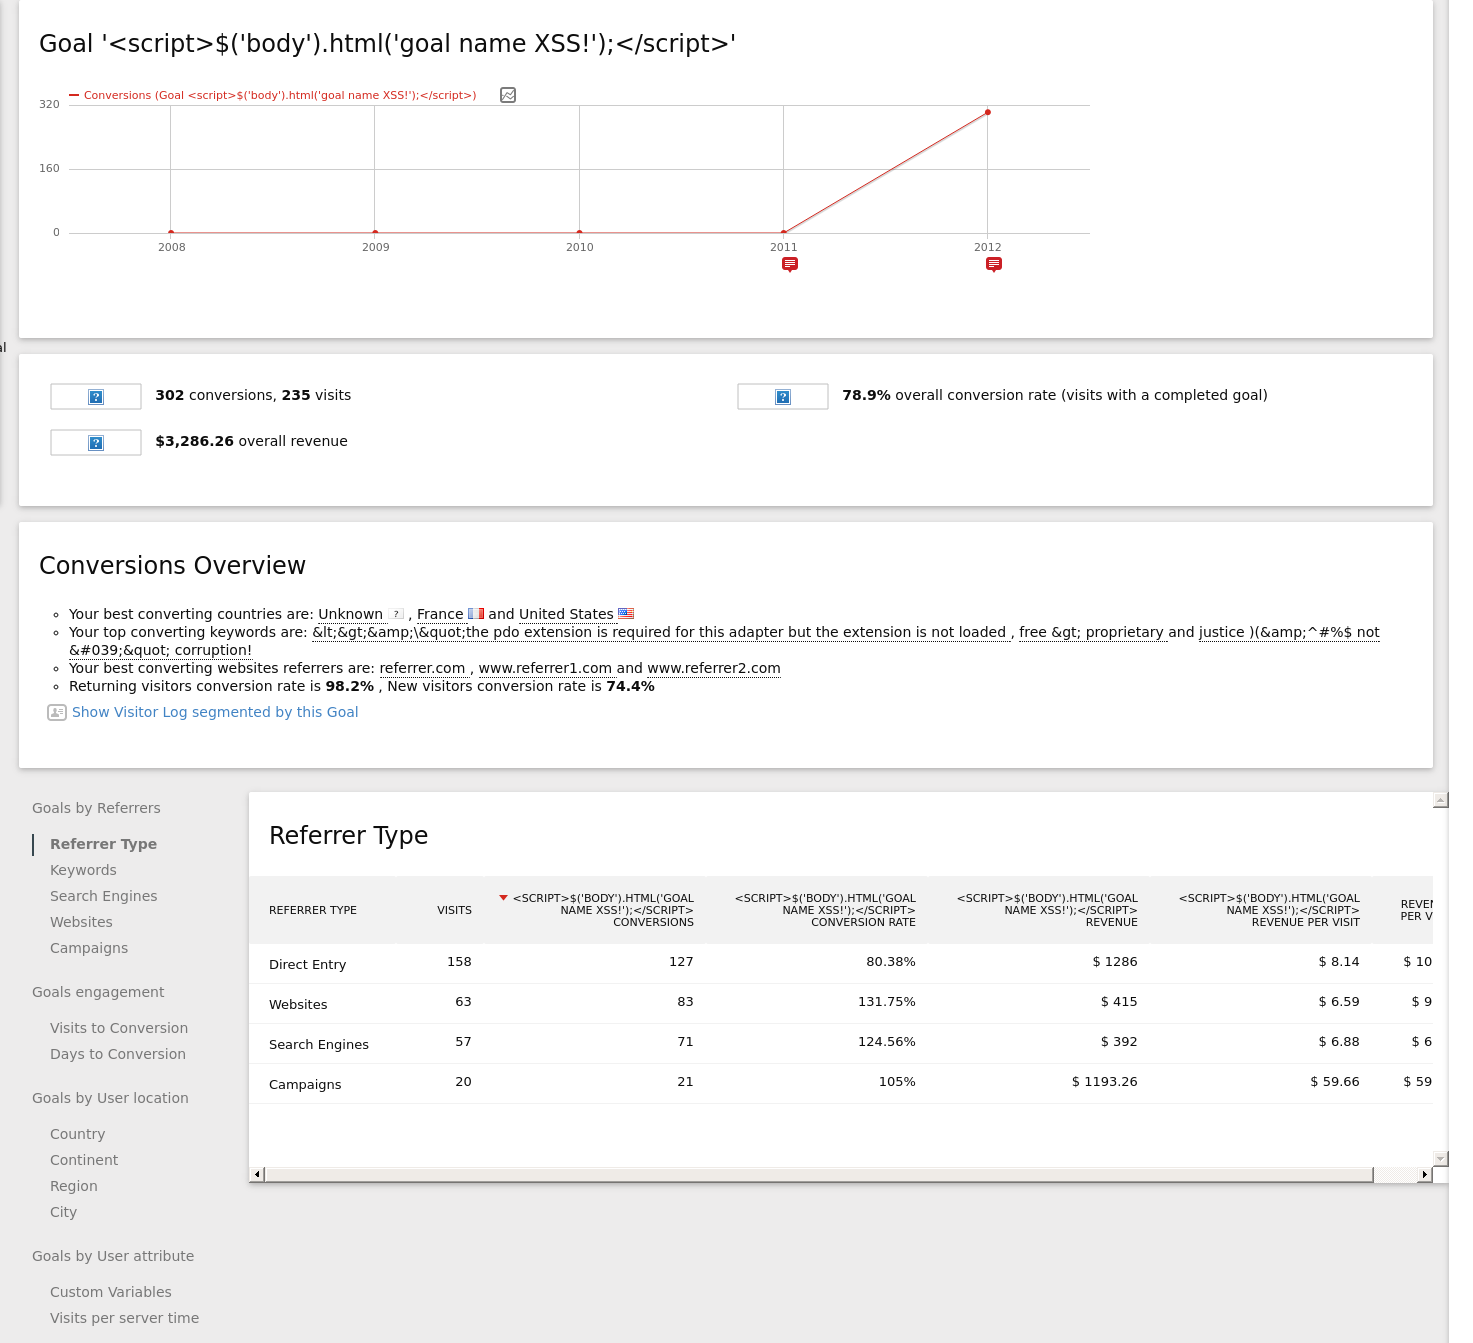 Goal '<script>$('body').html('goal name XSS!');</script>'
Conversions (Goal <script>$('body').html('goal name XSS!');</script>)
320
160
0
2008 2009 2010 2011 2012
al
302 conversions, 235 visits
78.9% overall conversion rate (visits with a completed goal)
$3,286.26 overall revenue
Conversions Overview
Your best converting countries are: Unknown ? , France and United States
Your top converting keywords are: &lt;&gt;&amp;\&quot;the pdo extension is required for this adapter but the extension is not loaded , free &gt; proprietary and justice )(&amp;^#%$ not
&#039;&quot; corruption!
Your best converting websites referrers are: referrer.com , www.referrer1.com and www.referrer2.com
Returning visitors conversion rate is 98.2% , New visitors conversion rate is 74.4%
Show Visitor Log segmented by this Goal
Goals by Referrers
Referrer Type
Keywords
Search Engines
Websites
Campaigns
Goals engagement
Visits to Conversion
Days to Conversion
Goals by User location
Country
Continent
Region
City
Goals by User attribute
Custom Variables
Visits per server time
Referrer Type
REFERRER TYPE VISITS <SCRIPT>$('BODY').HTML('GOAL NAME XSS!');</SCRIPT> CONVERSIONS <SCRIPT>$('BODY').HTML('GOAL NAME XSS!');</SCRIPT> CONVERSION RATE <SCRIPT>$('BODY').HTML('GOAL NAME XSS!');</SCRIPT> REVENUE <SCRIPT>$('BODY').HTML('GOAL NAME XSS!');</SCRIPT> REVENUE PER VISIT REVEN PER V
Direct Entry 158 127 80.38% $ 1286 $ 8.14 $ 10
Websites 63 83 131.75% $ 415 $ 6.59 $ 9
Search Engines 57 71 124.56% $ 392 $ 6.88 $ 6
Campaigns 20 21 105% $ 1193.26 $ 59.66 $ 59